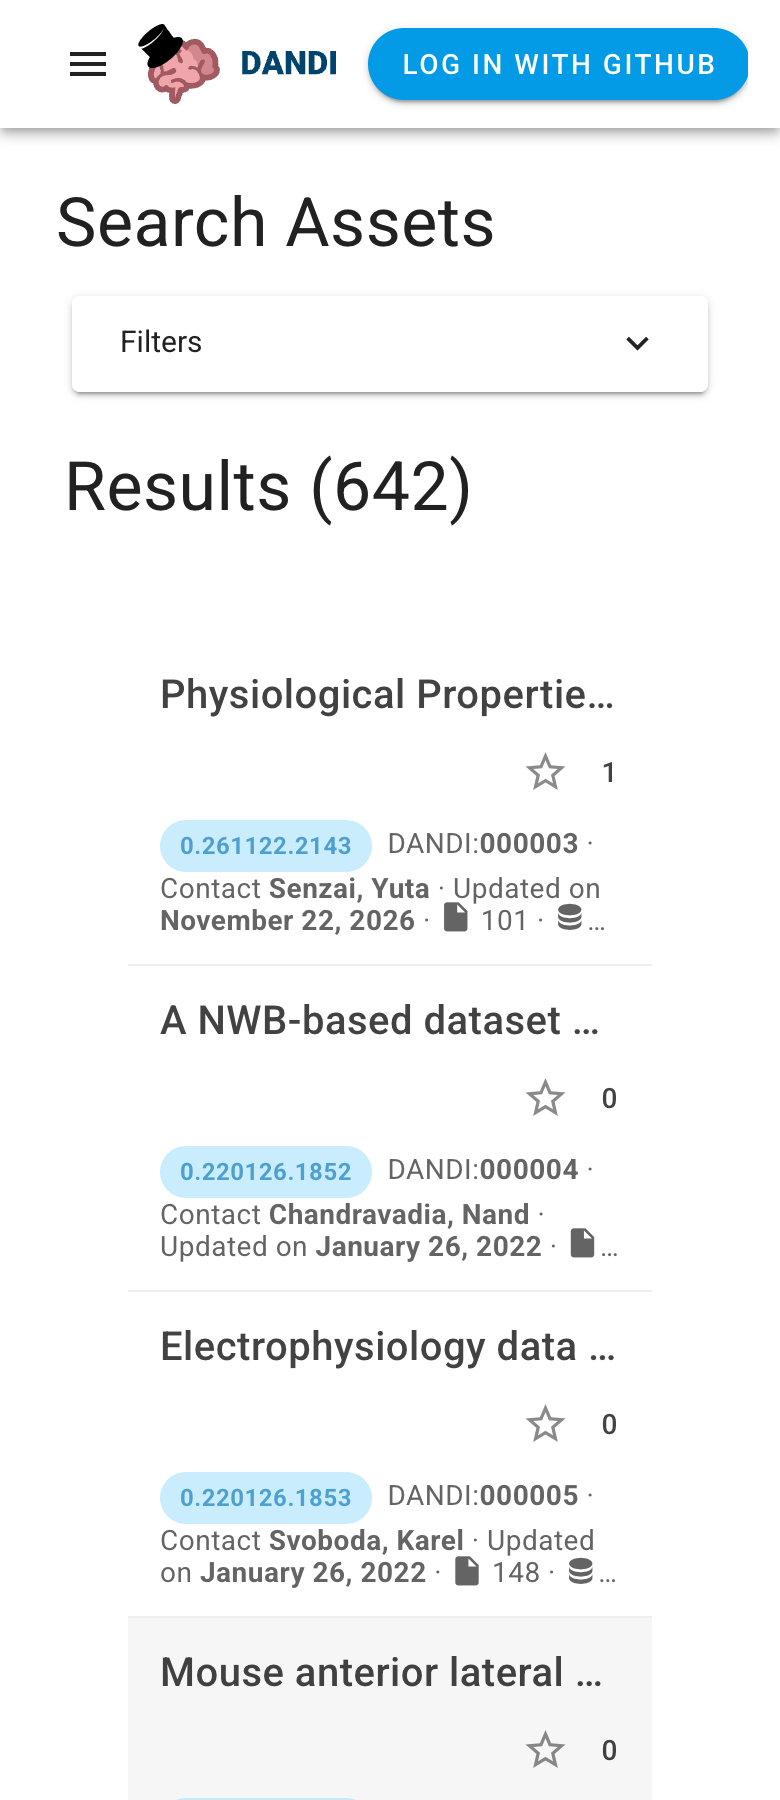 DANDI
LOG IN WITH GITHUB
Search Assets
Filters
Results (642)
Physiological Propertie...
1
0.261122.2143 DANDI:000003 ·
Contact Senzai, Yuta · Updated on
November 22, 2026 · 101 · ...
A NWB-based dataset ...
0
0.220126.1852 DANDI:000004 ·
Contact Chandravadia, Nand ·
Updated on January 26, 2022 · ...
Electrophysiology data ...
0
0.220126.1853 DANDI:000005 ·
Contact Svoboda, Karel · Updated
on January 26, 2022 · 148 · ...
Mouse anterior lateral ...
0